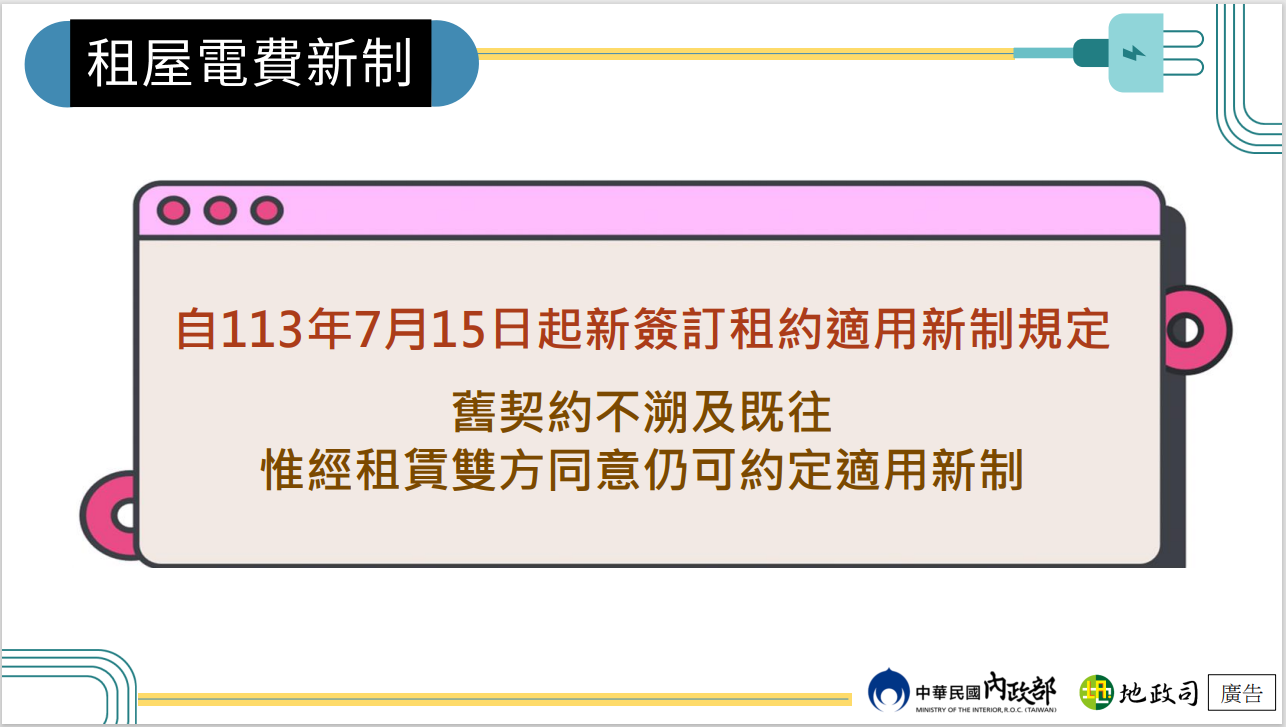 租屋電費新制
自113年7月15日起新簽訂租約適用新制規定
舊契約不溯及既往
惟經租賃雙方同意仍可約定適用新制
中華民國內政部
MINISTRY OF THE INTERIOR, R.O.C. (TAIWAN)
地政司
廣告